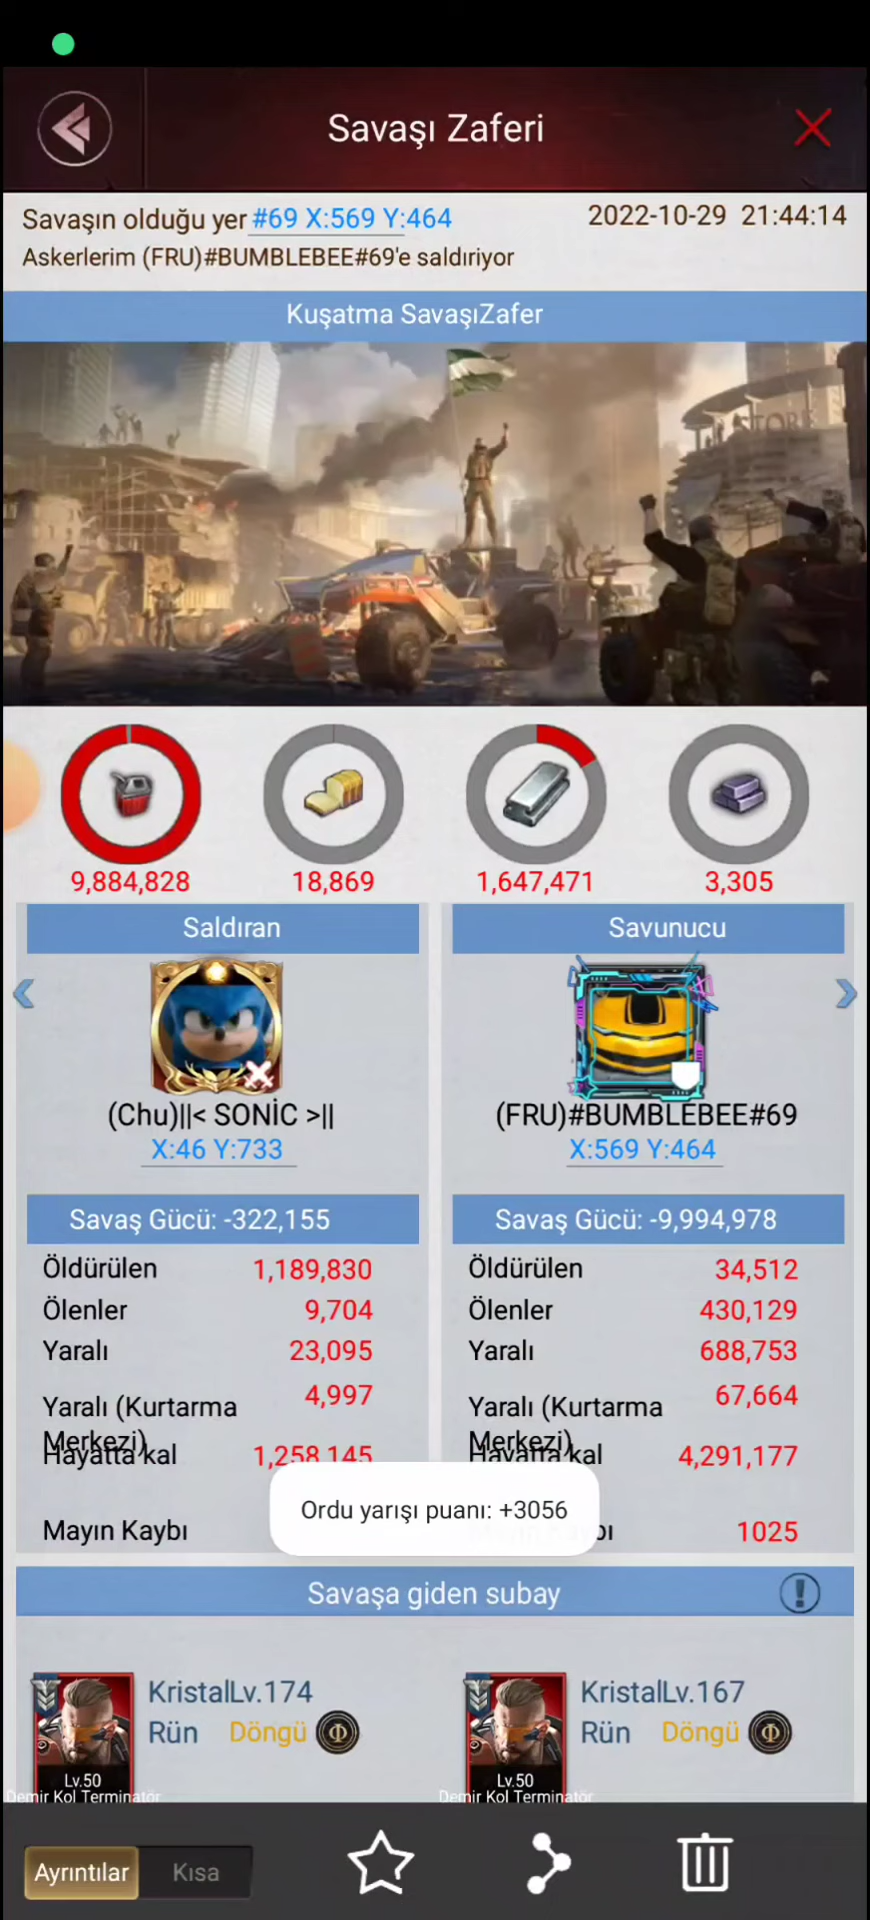 Savaşı Zaferi
Savaşın olduğu yer #69 X:569 Y:464 2022-10-29 21:44:14
Askerlerim (FRU)#BUMBLEBEE#69'e saldırıyor
Kuşatma SavaşıZafer
STORE
9,884,828 18,869 1,647,471 3,305
Saldıran Savunucu
(Chu)||< SONİC >|| (FRU)#BUMBLEBEE#69
X:46 Y:733 X:569 Y:464
Savaş Gücü: -322,155 Savaş Gücü: -9,994,978
Öldürülen 1,189,830 Öldürülen 34,512
Ölenler 9,704 Ölenler 430,129
Yaralı 23,095 Yaralı 688,753
Yaralı (Kurtarma Merkezi) 4,997 Yaralı (Kurtarma Merkezi) 67,664
Hayatta kal 1,258,145 Hayatta kal 4,291,177
Ordu yarışı puanı: +3056
Mayın Kaybı 1025
Savaşa giden subay
KristalLv.174 KristalLv.167
Rün Döngü Rün Döngü
Lv.50 Lv.50
Demir Kol Terminatör Demir Kol Terminatör
Ayrıntılar Kısa